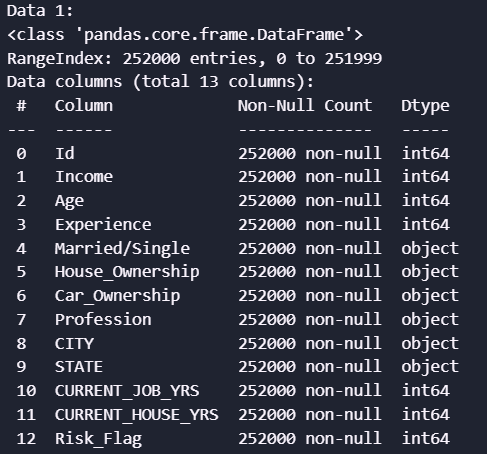 Data 1:
<class 'pandas.core.frame.DataFrame'>
RangeIndex: 252000 entries, 0 to 251999
Data columns (total 13 columns):
 #   Column             Non-Null Count   Dtype
---  ------             --------------   -----
 0   Id                 252000 non-null  int64
 1   Income             252000 non-null  int64
 2   Age                252000 non-null  int64
 3   Experience         252000 non-null  int64
 4   Married/Single     252000 non-null  object
 5   House_Ownership    252000 non-null  object
 6   Car_Ownership      252000 non-null  object
 7   Profession         252000 non-null  object
 8   CITY               252000 non-null  object
 9   STATE              252000 non-null  object
 10  CURRENT_JOB_YRS    252000 non-null  int64
 11  CURRENT_HOUSE_YRS  252000 non-null  int64
 12  Risk_Flag          252000 non-null  int64